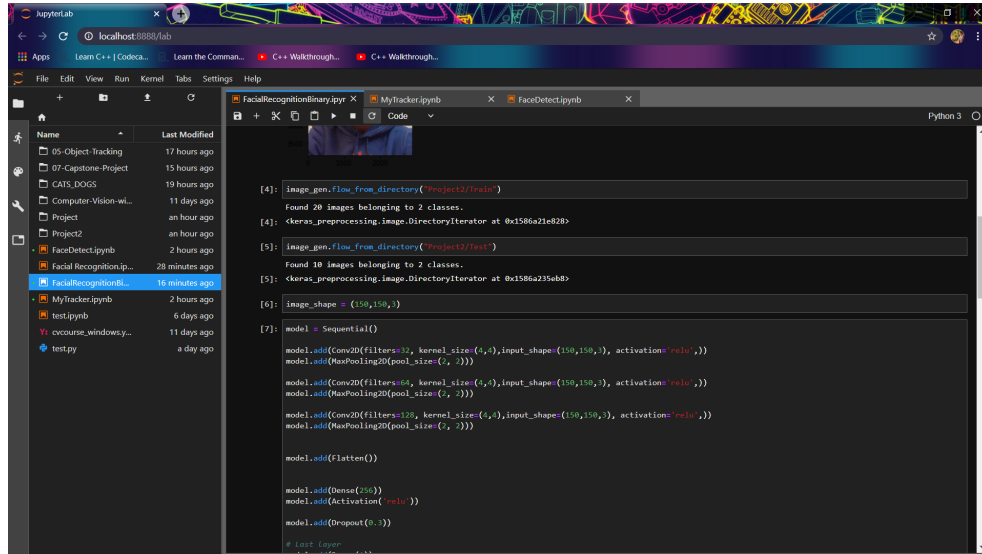 JupyterLab
localhost:8888/lab
Apps
Learn C++ | Codeca...
Learn the Comman...
C++ Walkthrough...
C++ Walkthrough...
File Edit View Run Kernel Tabs Settings Help
FacialRecognitionBinary.ipyr
MyTracker.ipynb
FaceDetect.ipynb
Code
Python 3
Name
Last Modified
05-Object-Tracking 17 hours ago
07-Capstone-Project 15 hours ago
CATS_DOGS 19 hours ago
Computer-Vision-wi... 11 days ago
Project an hour ago
Project2 an hour ago
FaceDetect.ipynb 2 hours ago
Facial Recognition.ip... 28 minutes ago
FacialRecognitionBi... 16 minutes ago
MyTracker.ipynb 2 hours ago
test.ipynb 6 days ago
Y: cvcourse_windows.y... 11 days ago
test.py a day ago
[4]: image_gen.flow_from_directory("Project2/Train")
Found 20 images belonging to 2 classes.
[4]: <keras_preprocessing.image.DirectoryIterator at 0x1586a21e828>
[5]: image_gen.flow_from_directory("Project2/Test")
Found 10 images belonging to 2 classes.
[5]: <keras_preprocessing.image.DirectoryIterator at 0x1586a235eb8>
[6]: image_shape = (150,150,3)
[7]: model = Sequential()
model.add(Conv2D(filters=32, kernel_size=(4,4),input_shape=(150,150,3), activation='relu',))
model.add(MaxPooling2D(pool_size=(2, 2)))
model.add(Conv2D(filters=64, kernel_size=(4,4),input_shape=(150,150,3), activation='relu',))
model.add(MaxPooling2D(pool_size=(2, 2)))
model.add(Conv2D(filters=128, kernel_size=(4,4),input_shape=(150,150,3), activation='relu',))
model.add(MaxPooling2D(pool_size=(2, 2)))
model.add(Flatten())
model.add(Dense(256))
model.add(Activation('relu'))
model.add(Dropout(0.3))
# Last layer